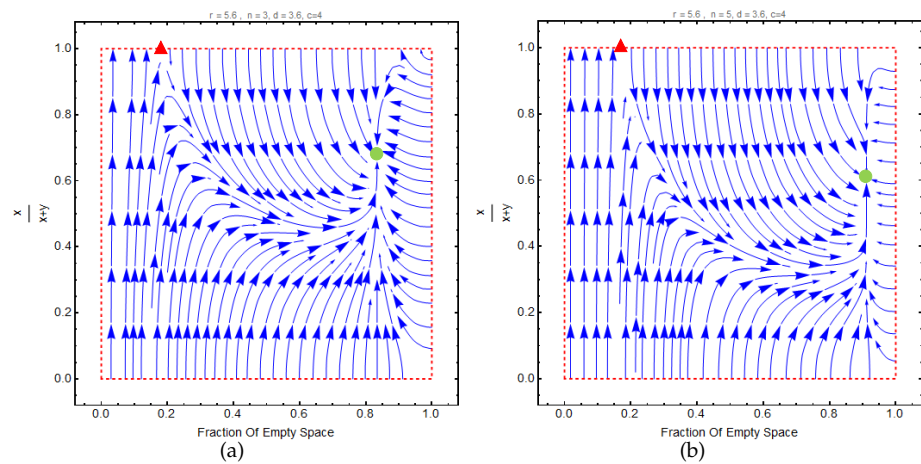 r = 5.6 , n = 3, d = 3.6, c=4
1.0
0.8
0.6
0.4
0.2
0.0
x
x+y
0.0 0.2 0.4 0.6 0.8 1.0
Fraction Of Empty Space
(a)
r = 5.6 , n = 5, d = 3.6, c=4
1.0
0.8
0.6
0.4
0.2
0.0
x
x+y
0.0 0.2 0.4 0.6 0.8 1.0
Fraction Of Empty Space
(b)